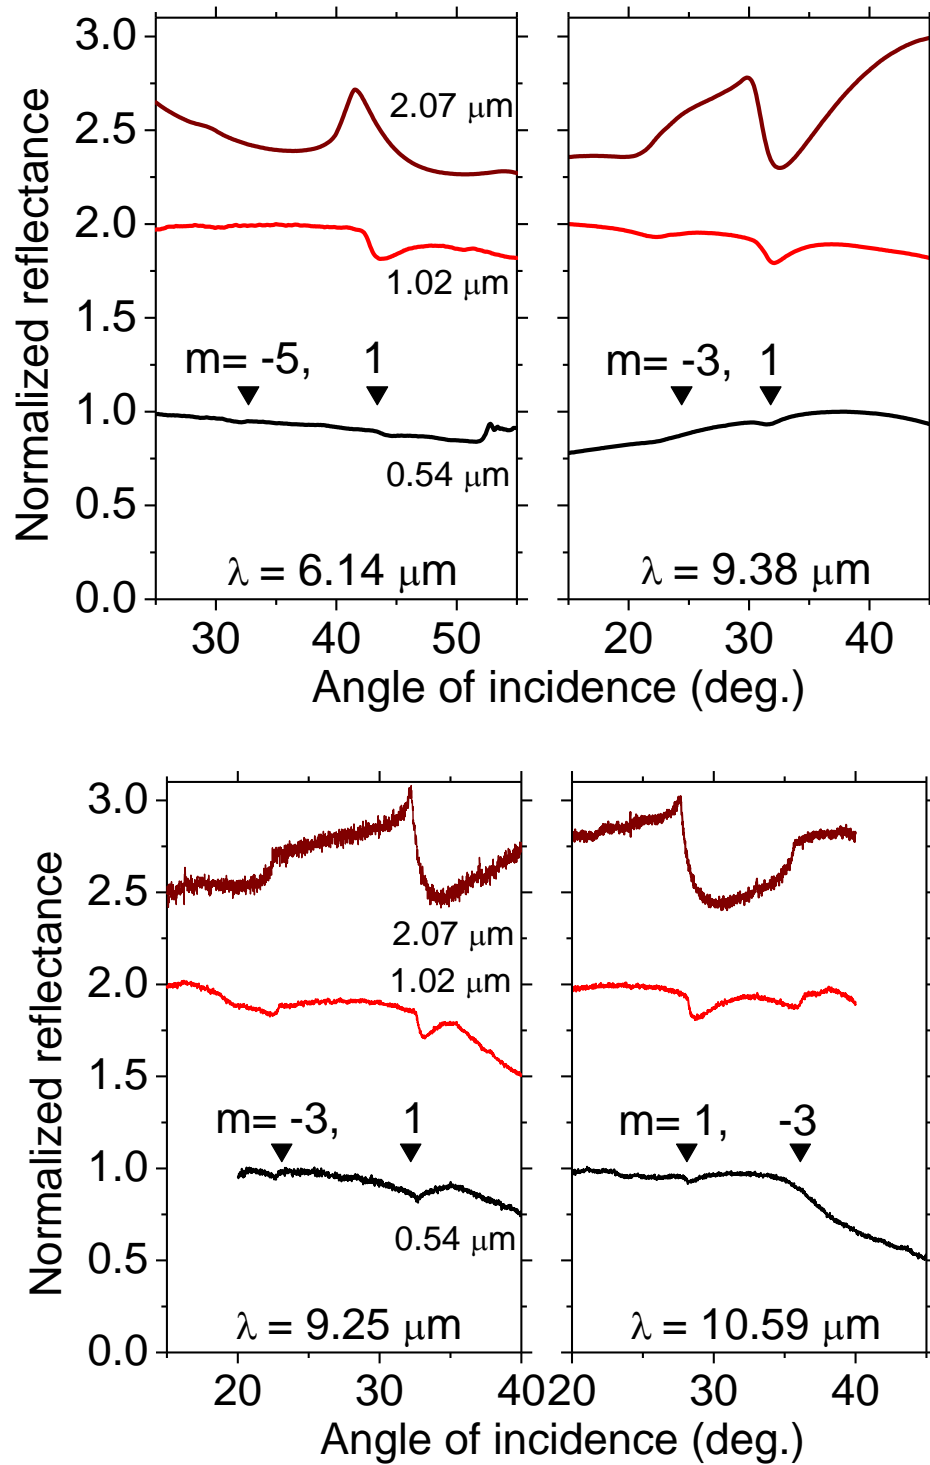 Normalized reflectance
3.0
2.5
2.0
1.5
1.0
0.5
0.0
2.07 μm
1.02 μm
m= -5, 1
0.54 μm
λ = 6.14 μm
m= -3, 1
λ = 9.38 μm
30 40 50 20 30 40
Angle of incidence (deg.)
Normalized reflectance
3.0
2.5
2.0
1.5
1.0
0.5
0.0
2.07 μm
1.02 μm
m= -3, 1
0.54 μm
λ = 9.25 μm
m= 1, -3
λ = 10.59 μm
20 30 40 20 30 40
Angle of incidence (deg.)